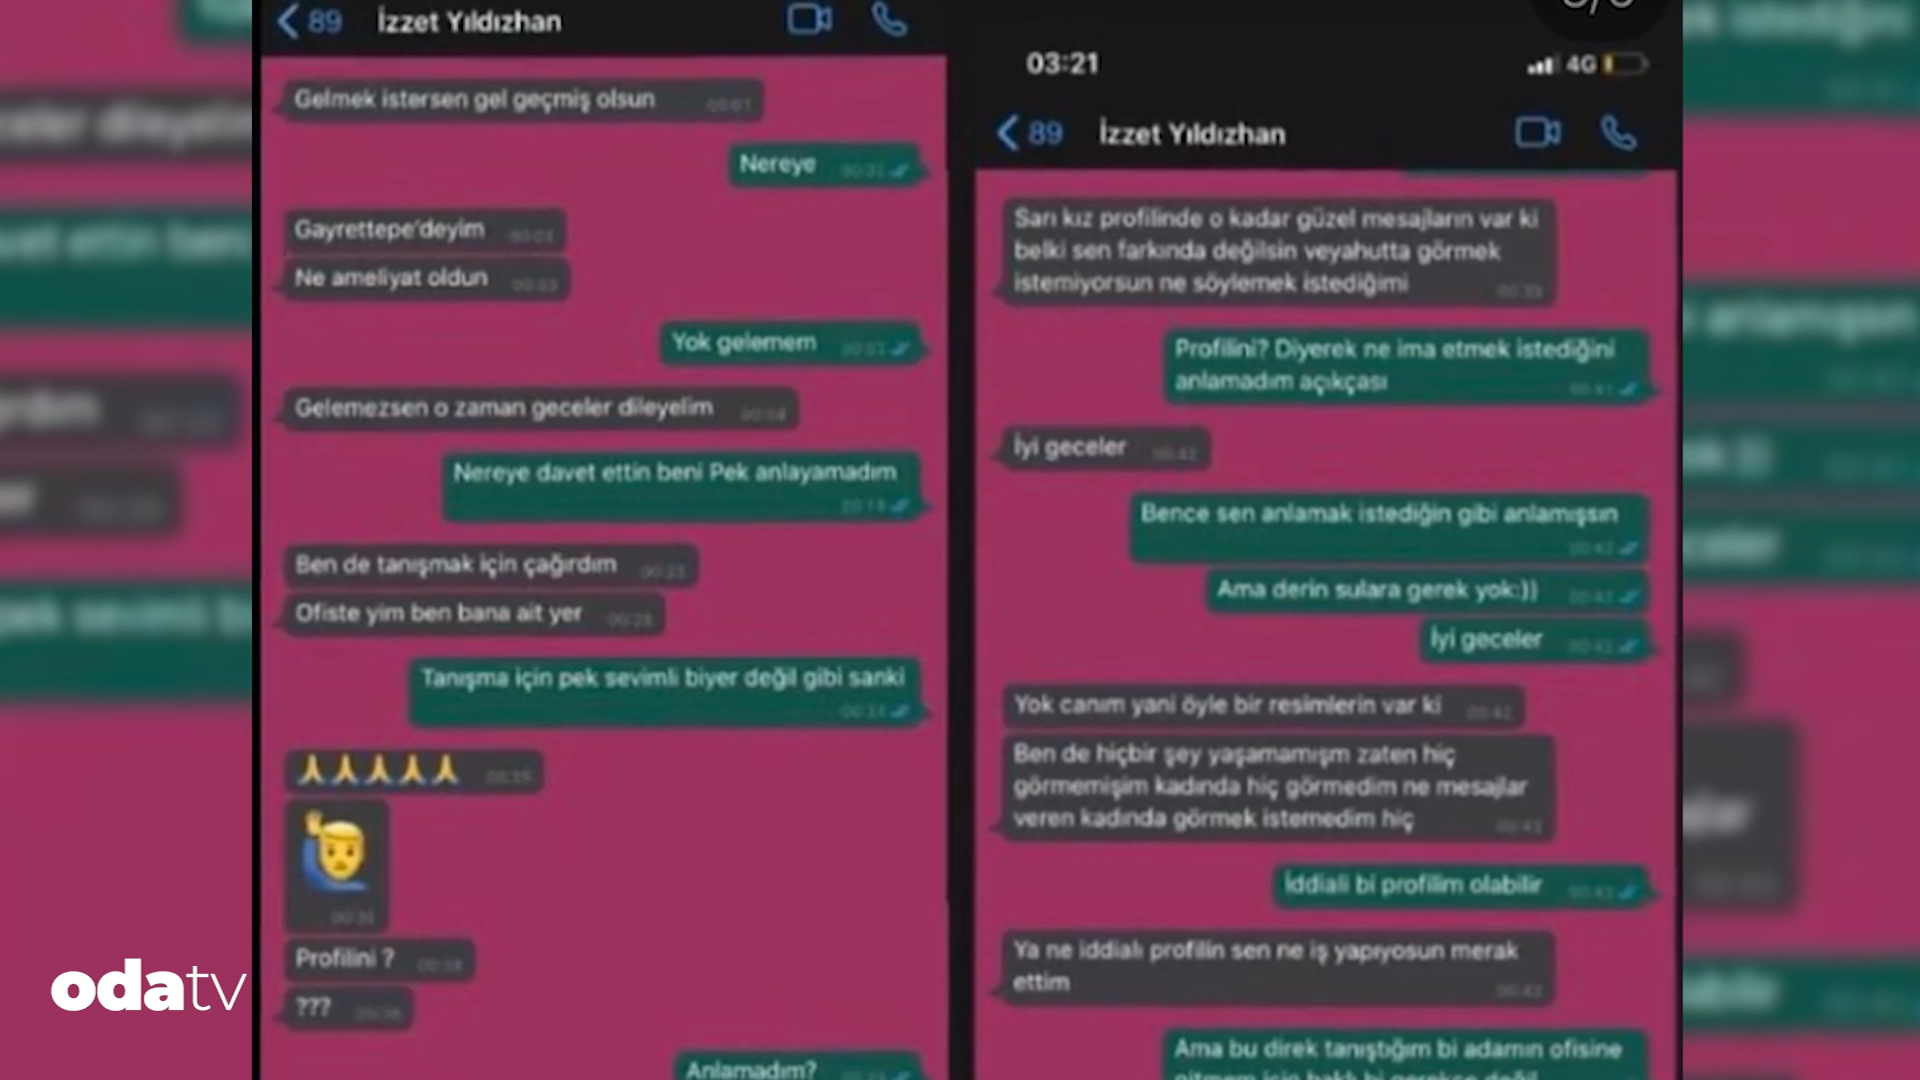 89 İzzet Yıldızhan
Gelmek istersen gel geçmiş olsun
Nereye
Gayrettepe'deyim
Ne ameliyat oldun
Yok gelemem
Gelemezsen o zaman geceler dileyelim
Nereye davet ettin beni Pek anlayamadım
Ben de tanışmak için çağırdım
Ofiste yim ben bana ait yer
Tanışma için pek sevimli biyer değil gibi sanki
🙏🙏🙏🙏🙏
🙋‍♂️
Profilini ?
???
Anlamadım?
03:21
4G
89 İzzet Yıldızhan
Sarı kız profilinde o kadar güzel mesajların var ki
belki sen farkında değilsin veyahutta görmek
istemiyorsun ne söylemek istediğimi
Profilini? Diyerek ne ima etmek istediğini
anlamadım açıkçası
İyi geceler
Bence sen anlamak istediğin gibi anlamışsın
Ama derin sulara gerek yok:))
İyi geceler
Yok canım yani öyle bir resimlerin var ki
Ben de hiçbir şey yaşamamışm zaten hiç
görmemişim kadında hiç görmedim ne mesajlar
veren kadında görmek istemedim hiç
İddiali bi profilim olabilir
Ya ne iddialı profilin sen ne iş yapıyosun merak
ettim
Ama bu direk tanıştığım bi adamın ofisine
odatv